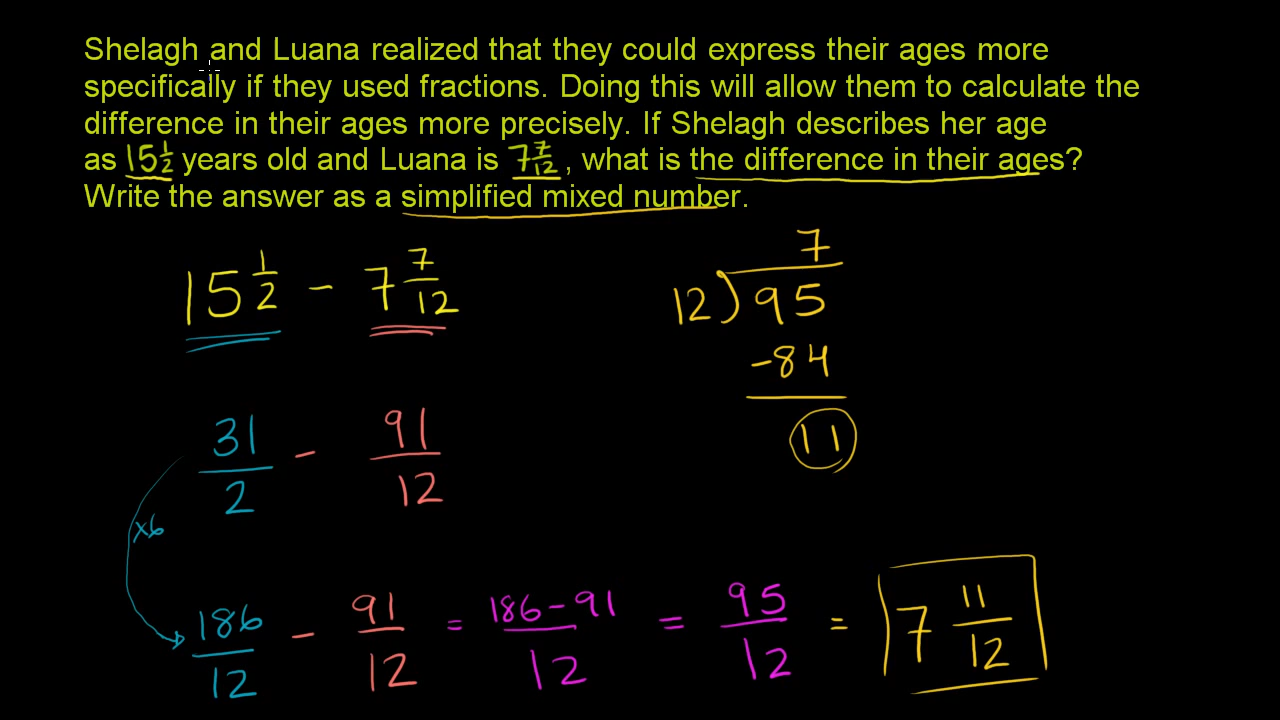 Shelagh and Luana realized that they could express their ages more
specifically if they used fractions. Doing this will allow them to calculate the
difference in their ages more precisely. If Shelagh describes her age
as 15 1/2 years old and Luana is 7 7/12, what is the difference in their ages?
Write the answer as a simplified mixed number.
15 1/2 - 7 7/12
7
12 ) 95
-84
11
31/2 - 91/12
x6
186/12 - 91/12 = 186-91/12 = 95/12 = 7 11/12